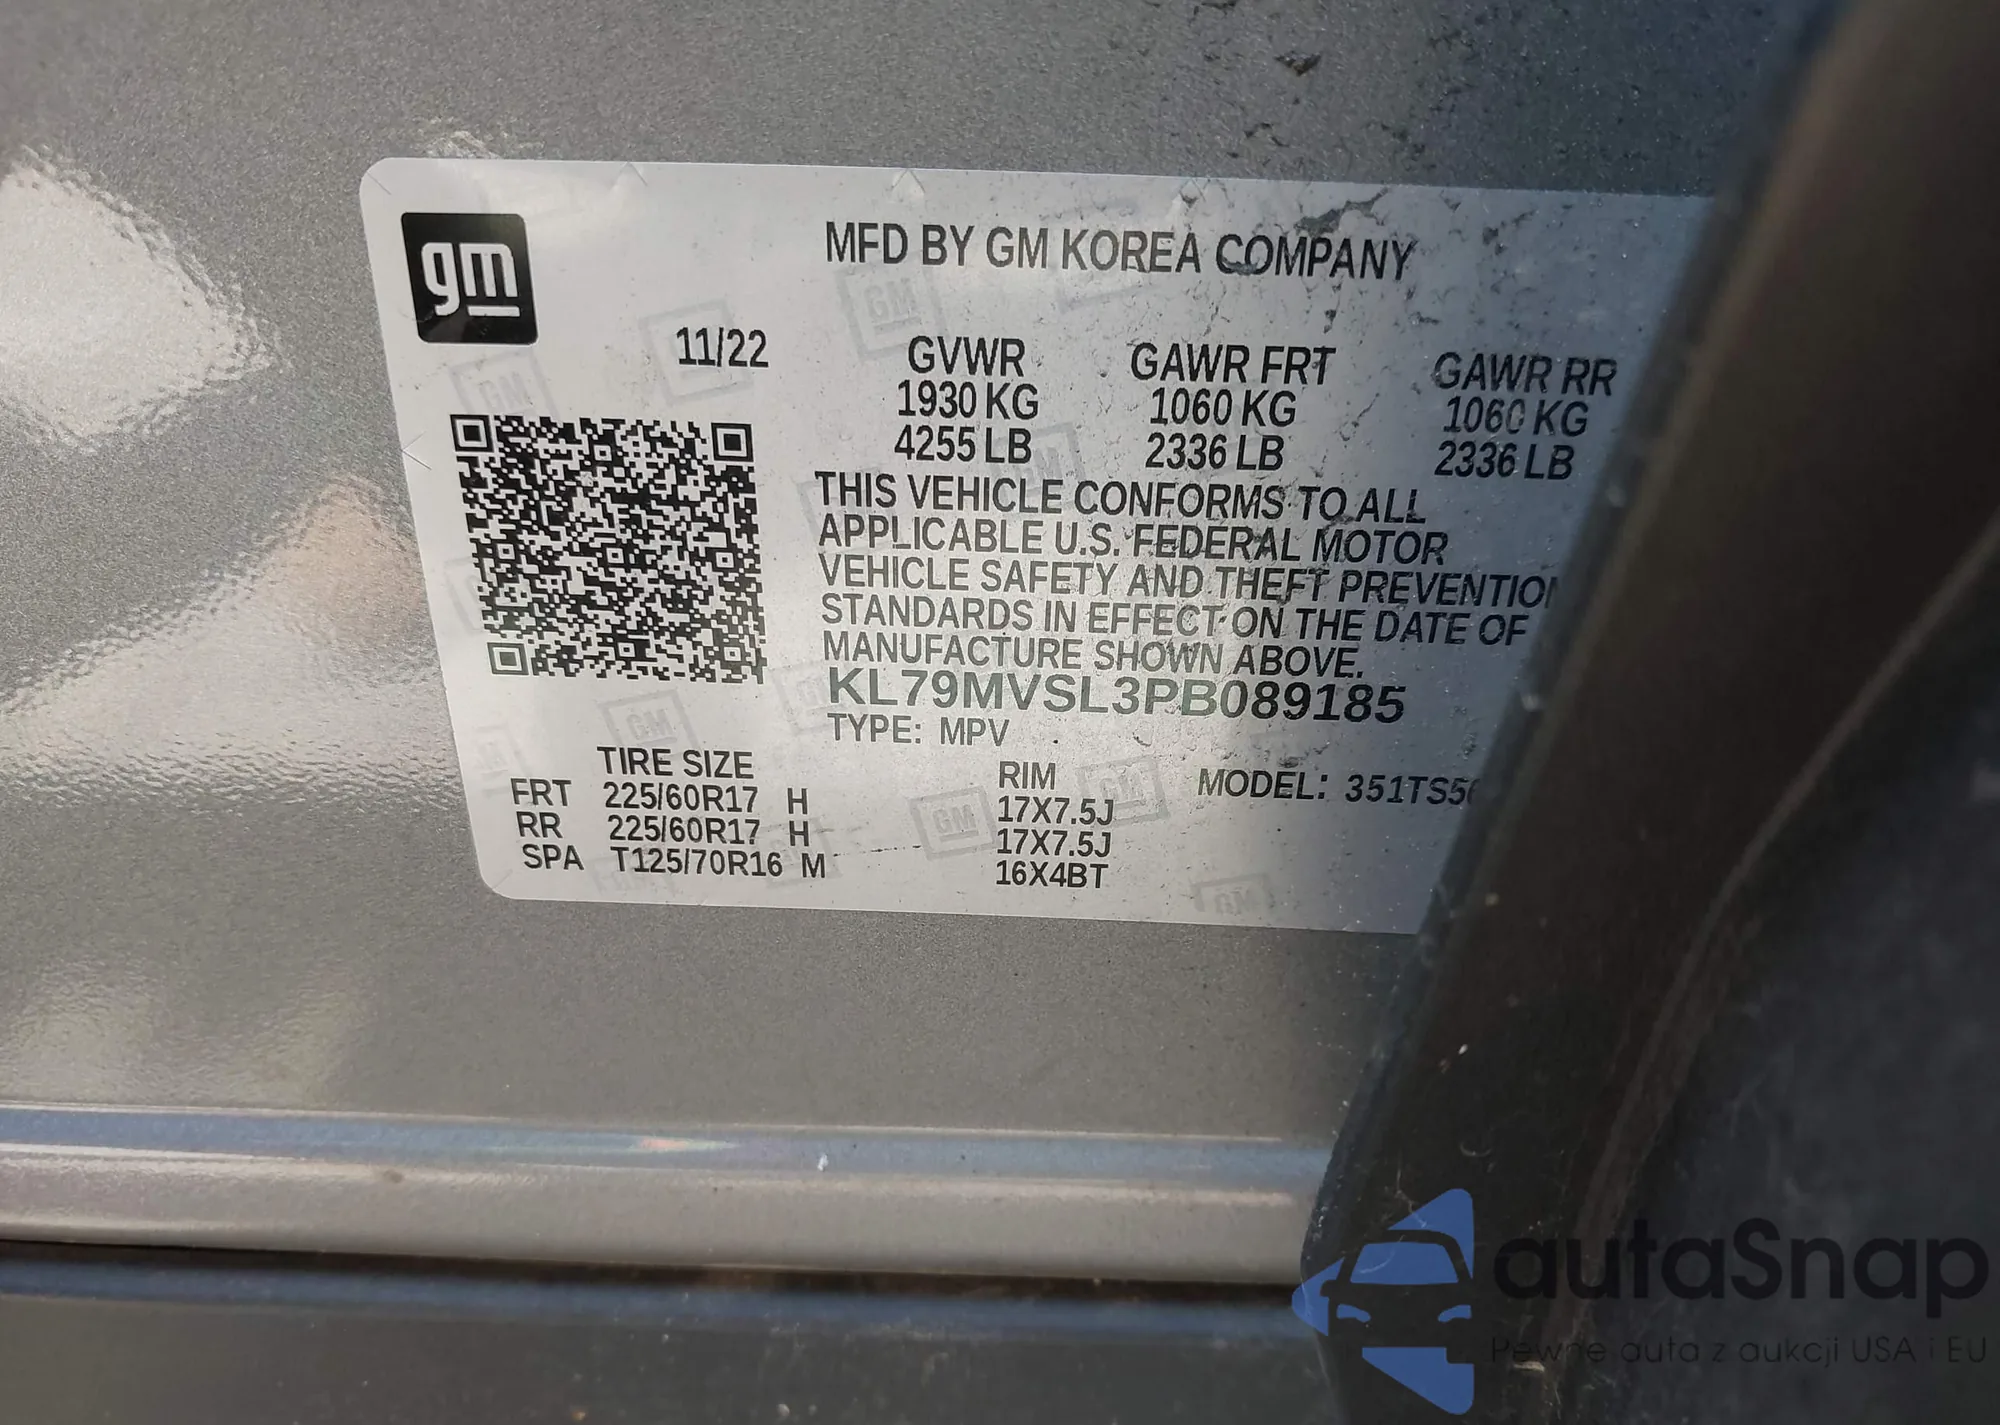 gm
MFD BY GM KOREA COMPANY
11/22 GVWR GAWR FRT GAWR RR
1930 KG 1060 KG 1060 KG
4255 LB 2336 LB 2336 LB
THIS VEHICLE CONFORMS TO ALL
APPLICABLE U.S. FEDERAL MOTOR
VEHICLE SAFETY AND THEFT PREVENTION
STANDARDS IN EFFECT ON THE DATE OF
MANUFACTURE SHOWN ABOVE.
KL79MVSL3PB089185
TYPE: MPV
TIRE SIZE RIM MODEL:
FRT 225/60R17 H 17X7.5J
RR 225/60R17 H 17X7.5J
SPA T125/70R16 M 16X4BT
autaSnap
Pewne auta z aukcji USA i EU